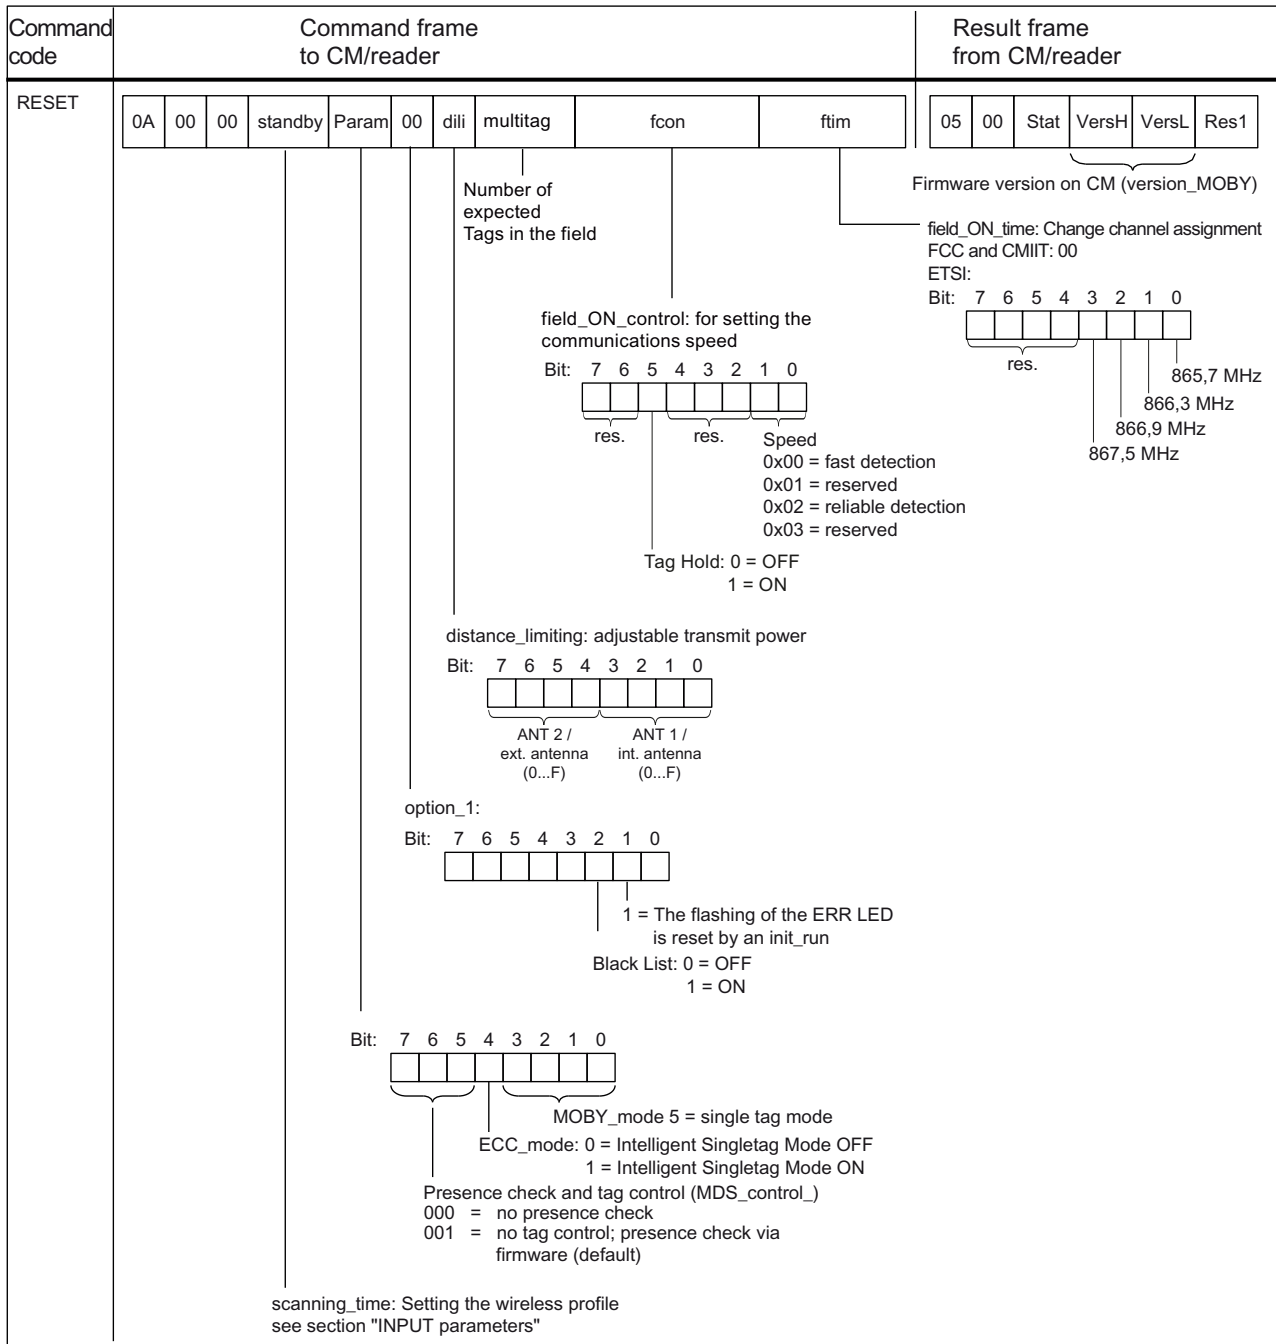 Command code
Command frame to CM/reader
Result frame from CM/reader
RESET
0A 00 00 standby Param 00 dili multitag fcon ftim
05 00 Stat VersH VersL Res1
Firmware version on CM (version_MOBY)
Number of
expected
Tags in the field
field_ON_time: Change channel assignment
FCC and CMIIT: 00
ETSI:
Bit: 7 6 5 4 3 2 1 0
res.
865,7 MHz
866,3 MHz
866,9 MHz
867,5 MHz
field_ON_control: for setting the
communications speed
Bit: 7 6 5 4 3 2 1 0
res. res. Speed
0x00 = fast detection
0x01 = reserved
0x02 = reliable detection
0x03 = reserved
Tag Hold: 0 = OFF
1 = ON
distance_limiting: adjustable transmit power
Bit: 7 6 5 4 3 2 1 0
ANT 2 /
ext. antenna
(0...F)
ANT 1 /
int. antenna
(0...F)
option_1:
Bit: 7 6 5 4 3 2 1 0
1 = The flashing of the ERR LED
is reset by an init_run
Black List: 0 = OFF
1 = ON
Bit: 7 6 5 4 3 2 1 0
MOBY_mode 5 = single tag mode
ECC_mode: 0 = Intelligent Singletag Mode OFF
1 = Intelligent Singletag Mode ON
Presence check and tag control (MDS_control_)
000 = no presence check
001 = no tag control; presence check via
firmware (default)
scanning_time: Setting the wireless profile
see section "INPUT parameters"